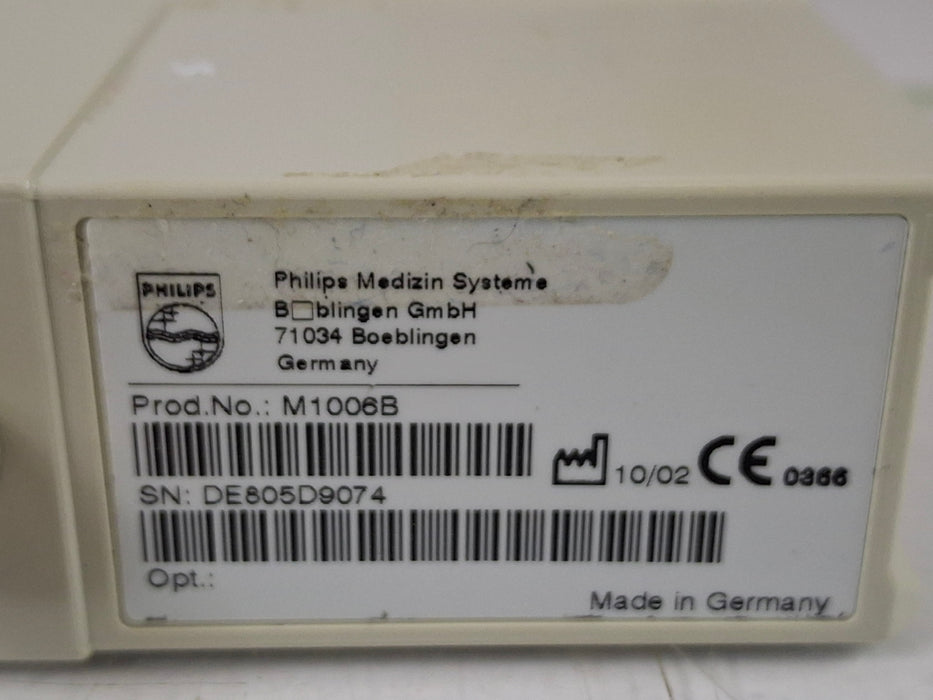 PHILIPS
Philips Medizin Systeme
B□blingen GmbH
71034 Boeblingen
Germany
Prod.No.: M1006B
10/02 CE 0366
SN: DE605D9074
Opt.:
Made in Germany